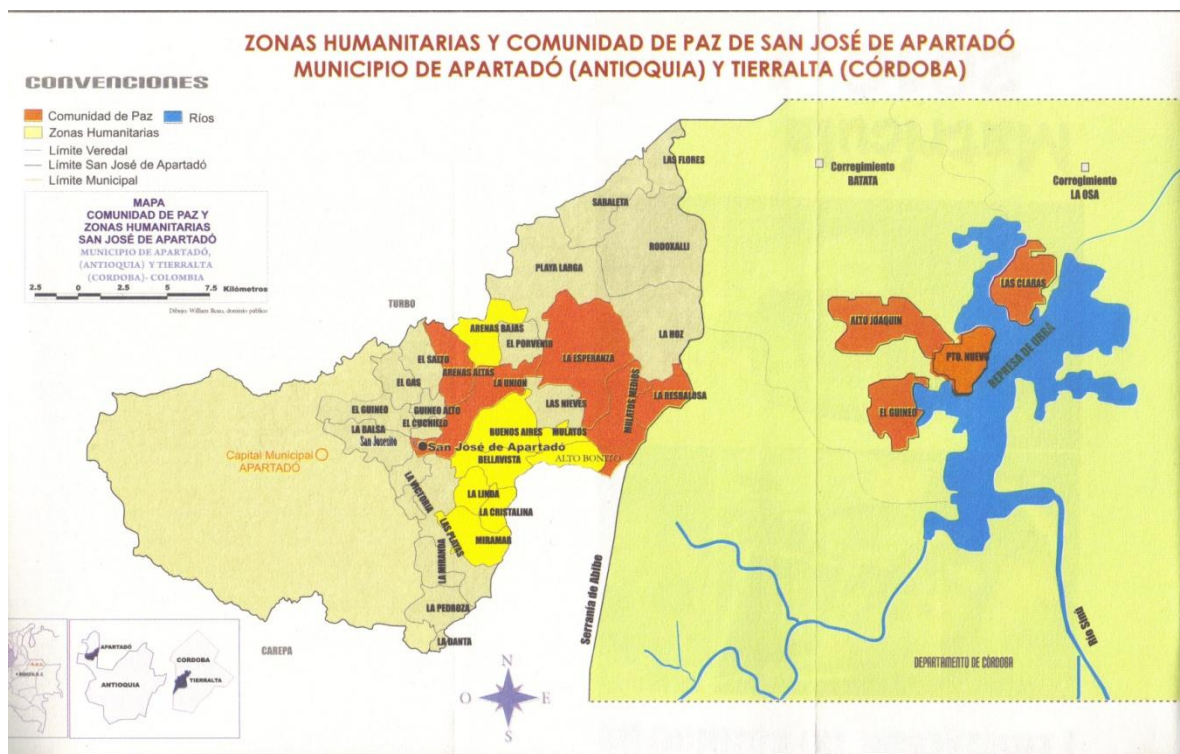 ZONAS HUMANITARIAS Y COMUNIDAD DE PAZ DE SAN JOSÉ DE APARTADÓ
MUNICIPIO DE APARTADÓ (ANTIOQUIA) Y TIERRALTA (CÓRDOBA)
CONVENCIONES
Comunidad de Paz
Ríos
Zonas Humanitarias
Límite Veredal
Límite San José de Apartadó
Límite Municipal
MAPA
COMUNIDAD DE PAZ Y
ZONAS HUMANITARIAS
SAN JOSÉ DE APARTADÓ
MUNICIPIO DE APARTADÓ,
(ANTIOQUIA) Y TIERRALTA
(CORDOBA)- COLOMBIA
2.5 0 2.5 5 7.5 Kilómetros
LAS FLORES
SABALETA
RODOXALLI
PLAYA LARGA
TURBO
ARENAS BAJAS
EL PORVENIR
LA HOZ
EL SALTO
LA ESPERANZA
ARENAS ALTAS
EL GAS
LA UNION
MULATOS MEDIOS
LA RESBALOSA
LAS NIEVES
EL GUINEO
GUINEO ALTO
LA BALSA
EL CUCHILLO
San Josesito
BUENOS AIRES
MULATOS
San José de Apartadó
Capital Municipal
APARTADÓ
BELLAVISTA
ALTO BONITO
LA VICTORIA
LA LINDA
LA CRISTALINA
LAS PLAYAS
MIRAMAR
LA MIRANDA
LA PEDROZA
LA DANTA
CAREPA
Corregimiento
BATATA
Corregimiento
LA OSA
LAS CLARAS
ALTO JOAQUIN
PTO. NUEVO
REPRESA DE URRÁ
EL GUINEO
Serranía de Abibe
Río Sinú
DEPARTAMENTO DE CÓRDOBA
APARTADÓ
ANTIOQUIA
CORDOBA
TIERRALTA
N
O
E
S